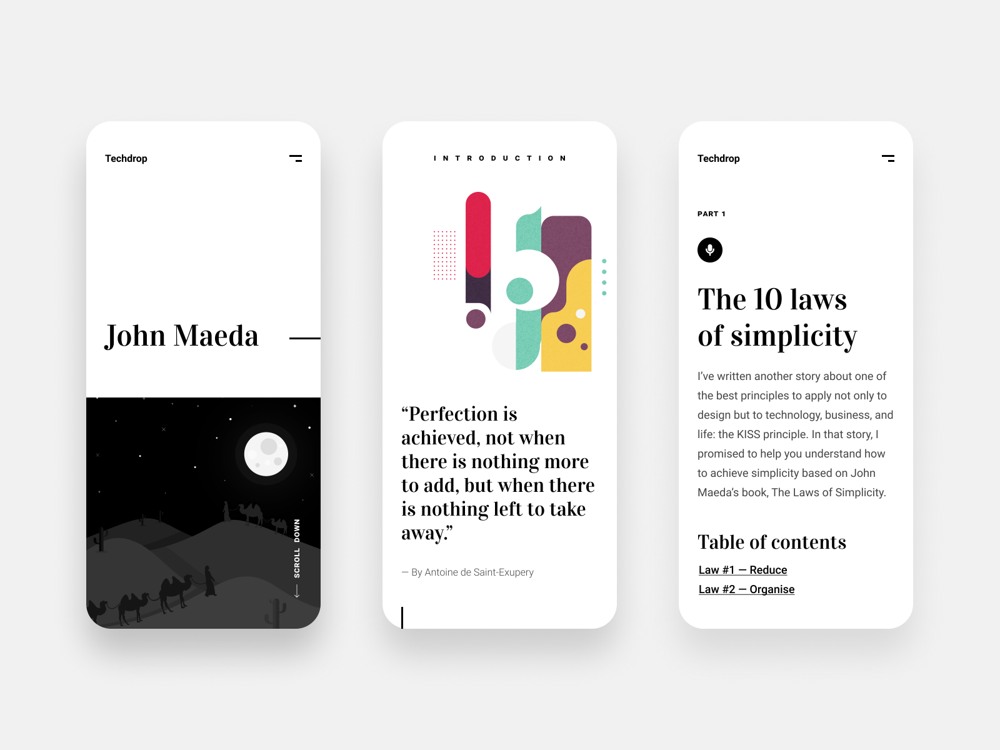 Techdrop
John Maeda
SCROLL DOWN
INTRODUCTION
“Perfection is
achieved, not when
there is nothing more
to add, but when there
is nothing left to take
away.”
— By Antoine de Saint-Exupery
Techdrop
PART 1
The 10 laws
of simplicity
I’ve written another story about one of
the best principles to apply not only to
design but to technology, business, and
life: the KISS principle. In that story, I
promised to help you understand how
to achieve simplicity based on John
Maeda’s book, The Laws of Simplicity.
Table of contents
Law #1 — Reduce
Law #2 — Organise